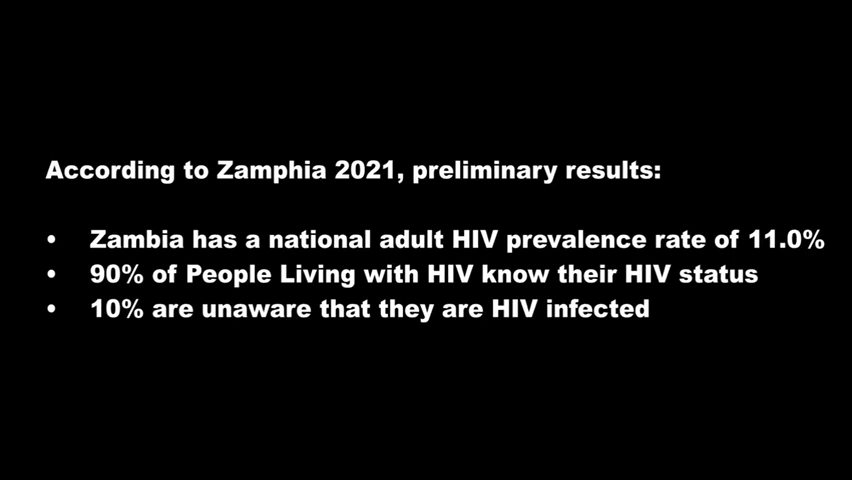 According to Zamphia 2021, preliminary results:
• Zambia has a national adult HIV prevalence rate of 11.0%
• 90% of People Living with HIV know their HIV status
• 10% are unaware that they are HIV infected